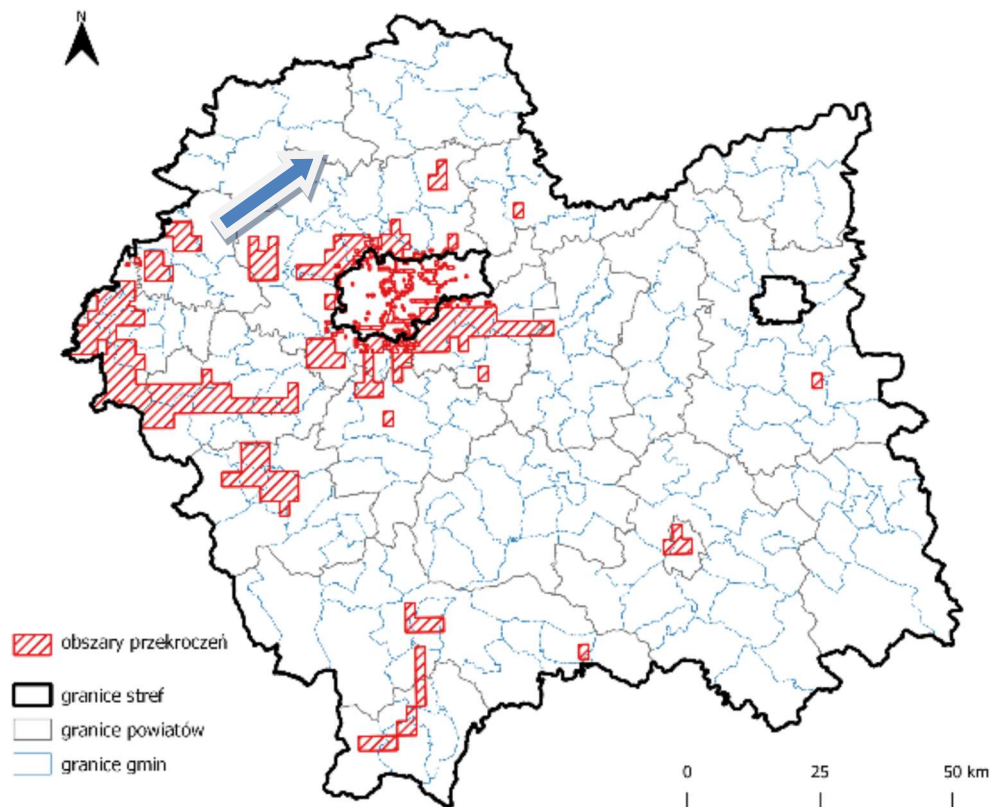 N
obszary przekroczeń
granice stref
granice powiatów
granice gmin
0 25 50 km